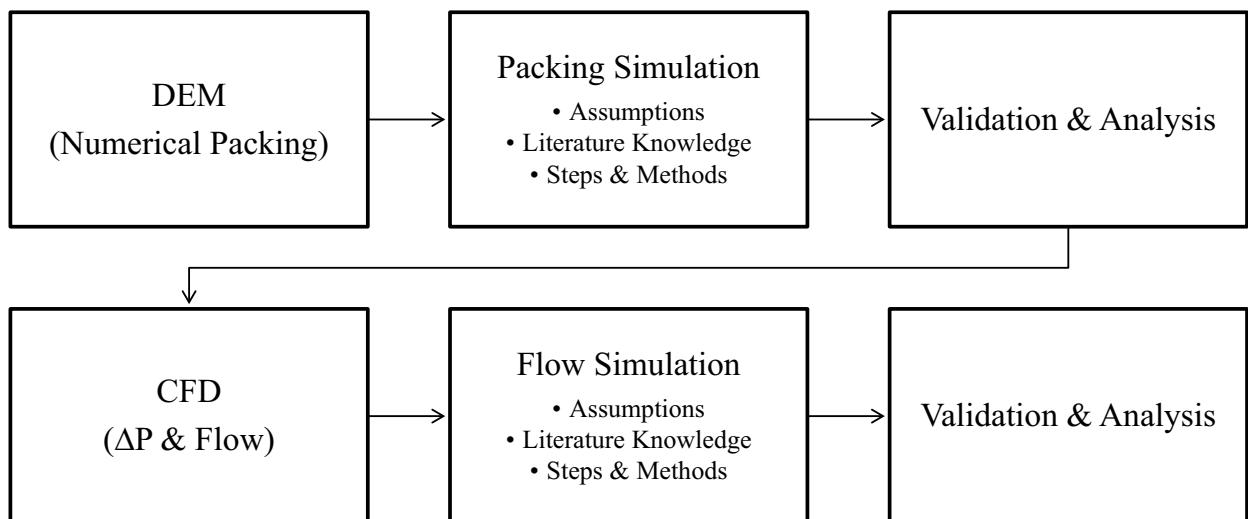 DEM
(Numerical Packing)
Packing Simulation
• Assumptions
• Literature Knowledge
• Steps & Methods
Validation & Analysis
CFD
(ΔP & Flow)
Flow Simulation
• Assumptions
• Literature Knowledge
• Steps & Methods
Validation & Analysis